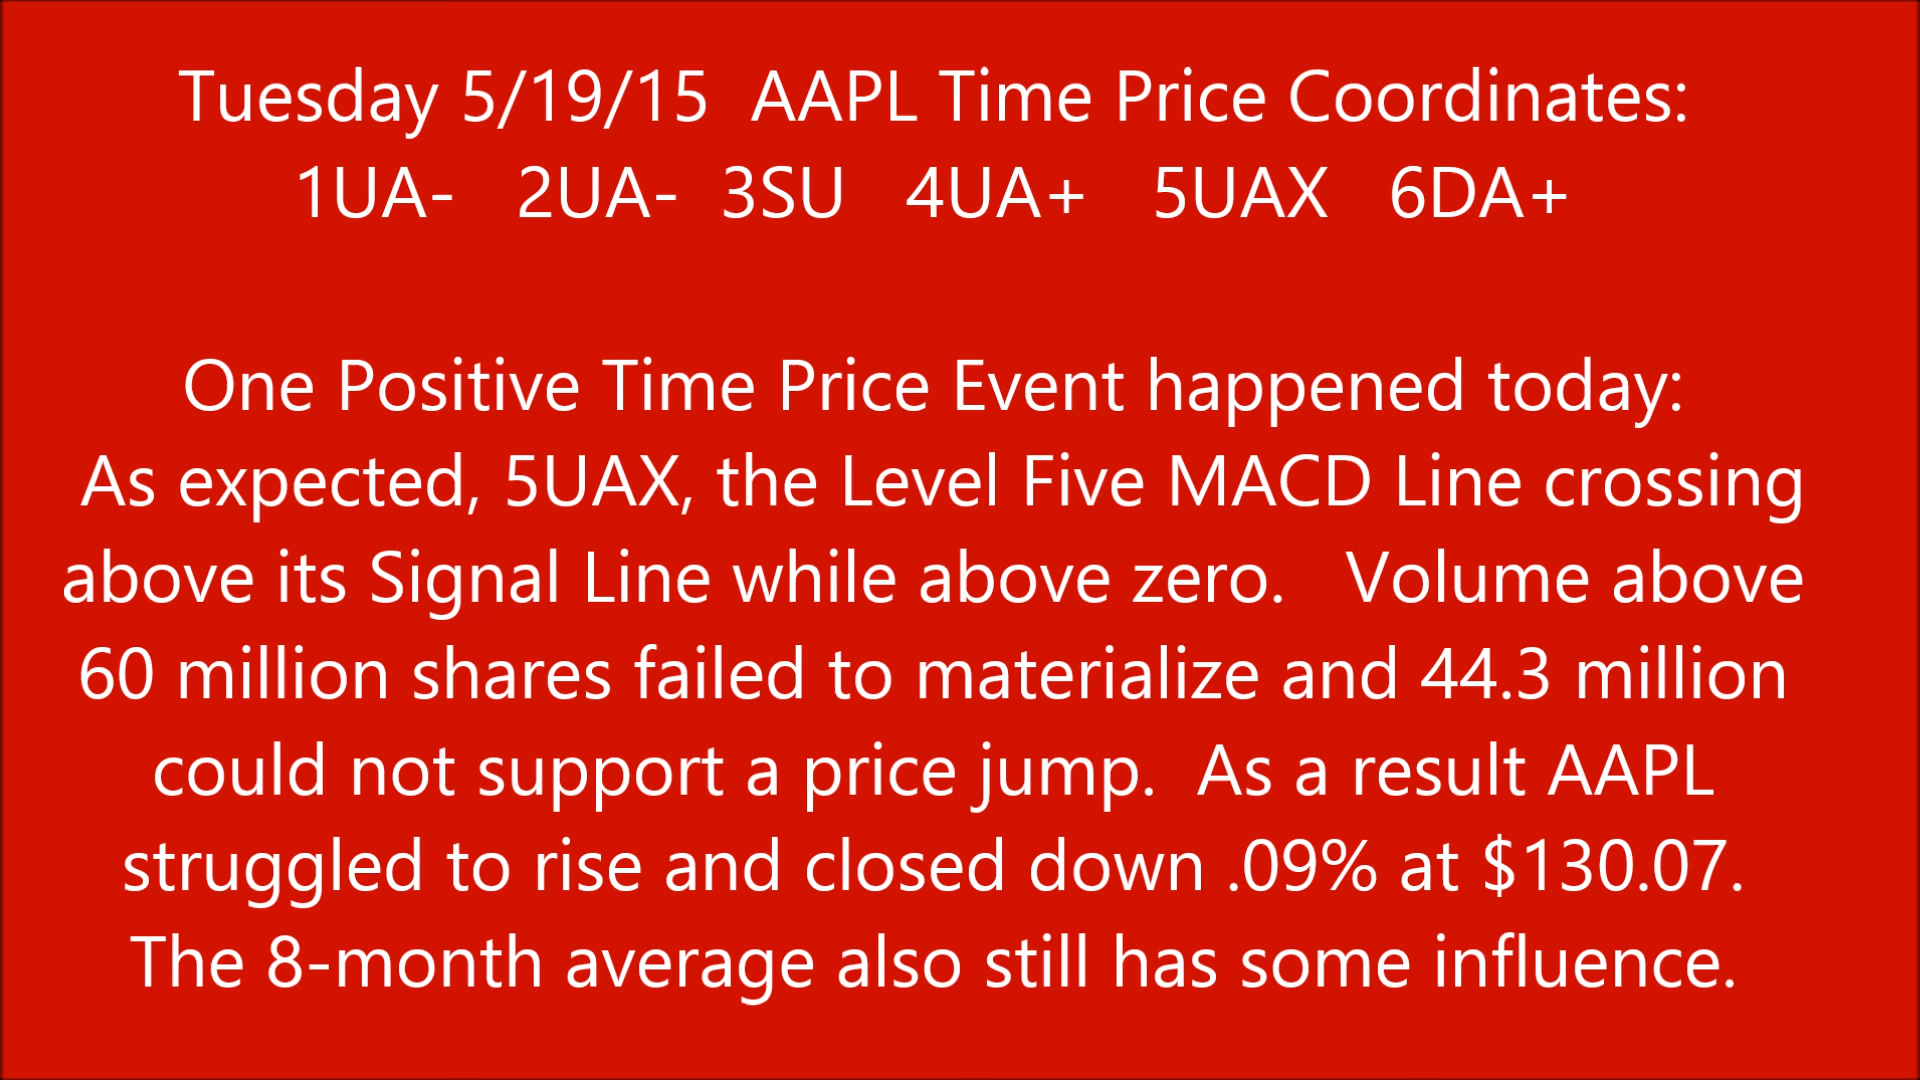 Tuesday 5/19/15  AAPL Time Price Coordinates:
1UA-   2UA-  3SU   4UA+   5UAX   6DA+
One Positive Time Price Event happened today:
As expected, 5UAX, the Level Five MACD Line crossing
above its Signal Line while above zero.   Volume above
60 million shares failed to materialize and 44.3 million
could not support a price jump.  As a result AAPL
struggled to rise and closed down .09% at $130.07.
The 8-month average also still has some influence.